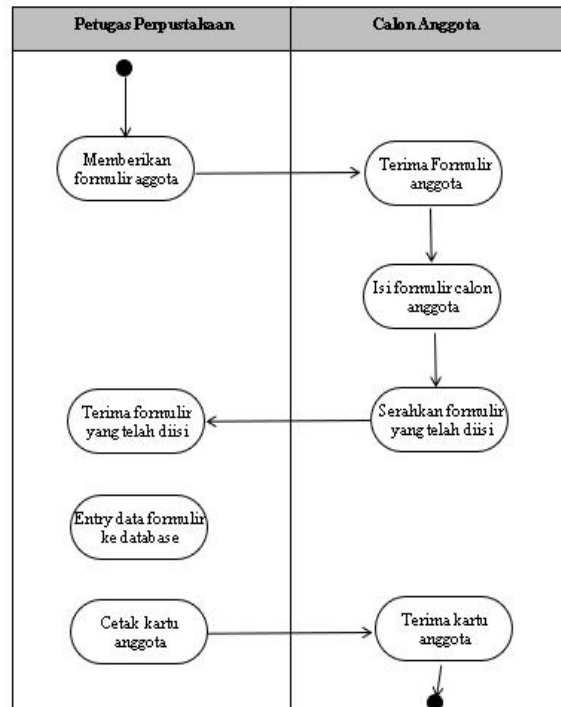 Petugas Perpustakaan
Calon Anggota
Memberikan
formulir aggota
Terima Formulir
anggota
Isi formulir calon
anggota
Serahkan formulir
yang telah diisi
Terima formulir
yang telah diisi
Entry data formulir
ke database
Cetak kartu
anggota
Terima kartu
anggota